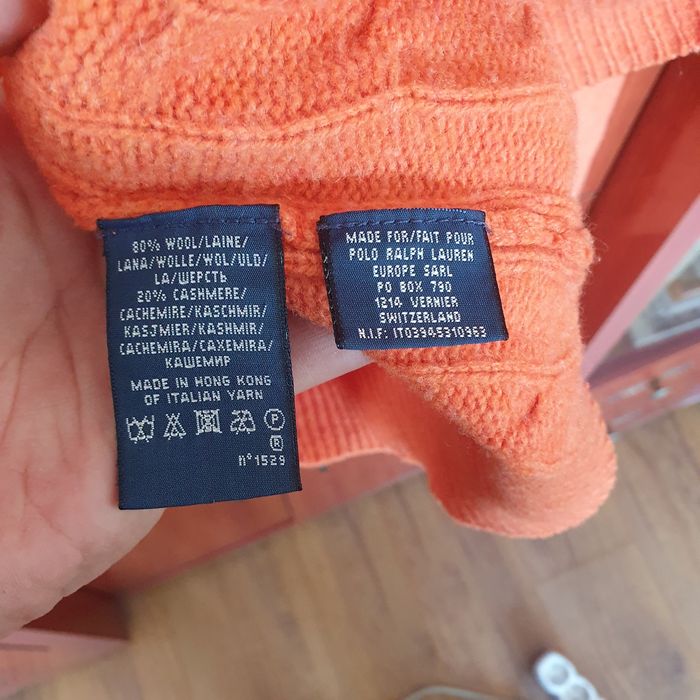 80% WOOL/LAINE/
LANA/WOLLE/WOL/ULD/
LA/ШЕРСТЬ
20% CASHMERE/
CACHEMIRE/KASCHMIR/
KASJMIER/KASHMIR/
CACHEMIRA/CAXEMIRA/
КАШЕМИР
MADE IN HONG KONG
OF ITALIAN YARN
P
R
n°1529
MADE FOR/FAIT POUR
POLO RALPH LAUREN
EUROPE SARL
PO BOX 790
1214 VERNIER
SWITZERLAND
N.I.F: IT03945310963